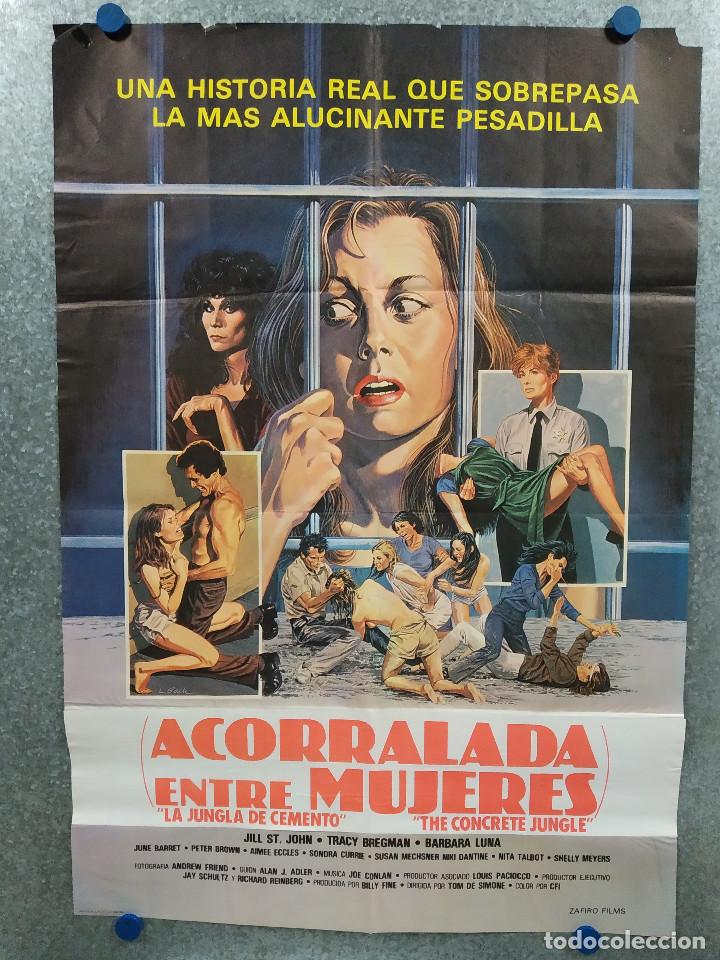 UNA HISTORIA REAL QUE SOBREPASA
LA MAS ALUCINANTE PESADILLA
(ACORRALADA
ENTRE MUJERES)
"LA JUNGLA DE CEMENTO" "THE CONCRETE JUNGLE"
JILL ST. JOHN • TRACY BREGMAN • BARBARA LUNA
JUNE BARRET • PETER BROWN • AIMEE ECCLES • SONDRA CURRIE • SUSAN MECHSNER NIKI DANTINE • NITA TALBOT • SHELLY MEYERS
FOTOGRAFIA ANDREW FRIEND • GUION ALAN J. ADLER • MUSICA JOE CONLAN • PRODUCTOR ASOCIADO LOUIS PACIOCCO • PRODUCTOR EJECUTIVO
JAY SCHULTZ Y RICHARD REINBERG • PRODUCIDA POR BILLY FINE • DIRIGIDA POR TOM DE SIMONE • COLOR POR CFI
ZAFIRO FILMS
todocoleccion